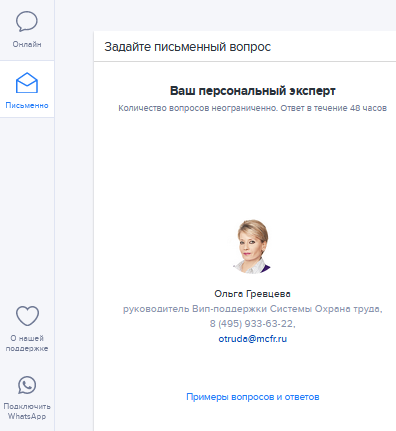 Онлайн
Письменно
О нашей
поддержке
Подключить
WhatsApp
Задайте письменный вопрос
Ваш персональный эксперт
Количество вопросов неограниченно. Ответ в течение 48 часов
Ольга Гревцева
руководитель Вип-поддержки Системы Охрана труда,
8 (495) 933-63-22,
otruda@mcfr.ru
Примеры вопросов и ответов